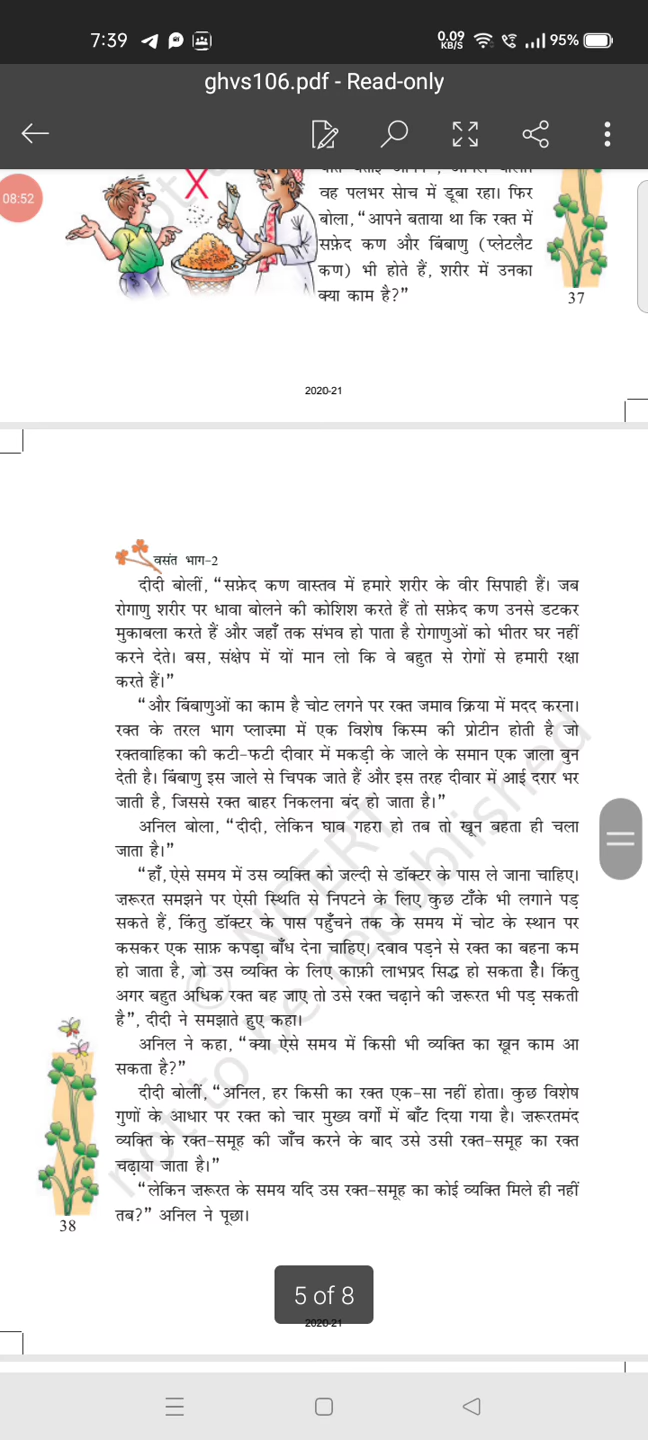 7:39
0.09 KB/S
95%
ghvs106.pdf - Read-only
08:52
वह पलभर सोच में डूबा रहा। फिर
बोला, “आपने बताया था कि रक्त में
सफ़ेद कण और बिंबाणु (प्लेटलैट
कण) भी होते हैं, शरीर में उनका
क्या काम है?”
37
2020-21
वसंत भाग-2
दीदी बोलीं, “सफ़ेद कण वास्तव में हमारे शरीर के वीर सिपाही हैं। जब
रोगाणु शरीर पर धावा बोलने की कोशिश करते हैं तो सफ़ेद कण उनसे डटकर
मुकाबला करते हैं और जहाँ तक संभव हो पाता है रोगाणुओं को भीतर घर नहीं
करने देते। बस, संक्षेप में यों मान लो कि वे बहुत से रोगों से हमारी रक्षा
करते हैं।”
“और बिंबाणुओं का काम है चोट लगने पर रक्त जमाव क्रिया में मदद करना।
रक्त के तरल भाग प्लाज़्मा में एक विशेष किस्म की प्रोटीन होती है जो
रक्तवाहिका की कटी-फटी दीवार में मकड़ी के जाले के समान एक जाला बुन
देती है। बिंबाणु इस जाले से चिपक जाते हैं और इस तरह दीवार में आई दरार भर
जाती है, जिससे रक्त बाहर निकलना बंद हो जाता है।”
अनिल बोला, “दीदी, लेकिन घाव गहरा हो तब तो खून बहता ही चला
जाता है।”
“हाँ, ऐसे समय में उस व्यक्ति को जल्दी से डॉक्टर के पास ले जाना चाहिए।
ज़रूरत समझने पर ऐसी स्थिति से निपटने के लिए कुछ टाँके भी लगाने पड़
सकते हैं, किंतु डॉक्टर के पास पहुँचने तक के समय में चोट के स्थान पर
कसकर एक साफ़ कपड़ा बाँध देना चाहिए। दबाव पड़ने से रक्त का बहना कम
हो जाता है, जो उस व्यक्ति के लिए काफ़ी लाभप्रद सिद्ध हो सकता है। किंतु
अगर बहुत अधिक रक्त बह जाए तो उसे रक्त चढ़ाने की ज़रूरत भी पड़ सकती
है”, दीदी ने समझाते हुए कहा।
अनिल ने कहा, “क्या ऐसे समय में किसी भी व्यक्ति का खून काम आ
सकता है?”
दीदी बोलीं, “अनिल, हर किसी का रक्त एक-सा नहीं होता। कुछ विशेष
गुणों के आधार पर रक्त को चार मुख्य वर्गों में बाँट दिया गया है। ज़रूरतमंद
व्यक्ति के रक्त-समूह की जाँच करने के बाद उसे उसी रक्त-समूह का रक्त
चढ़ाया जाता है।”
“लेकिन ज़रूरत के समय यदि उस रक्त-समूह का कोई व्यक्ति मिले ही नहीं
तब?” अनिल ने पूछा।
38
© NCERT
not to be republished
5 of 8
2020-21